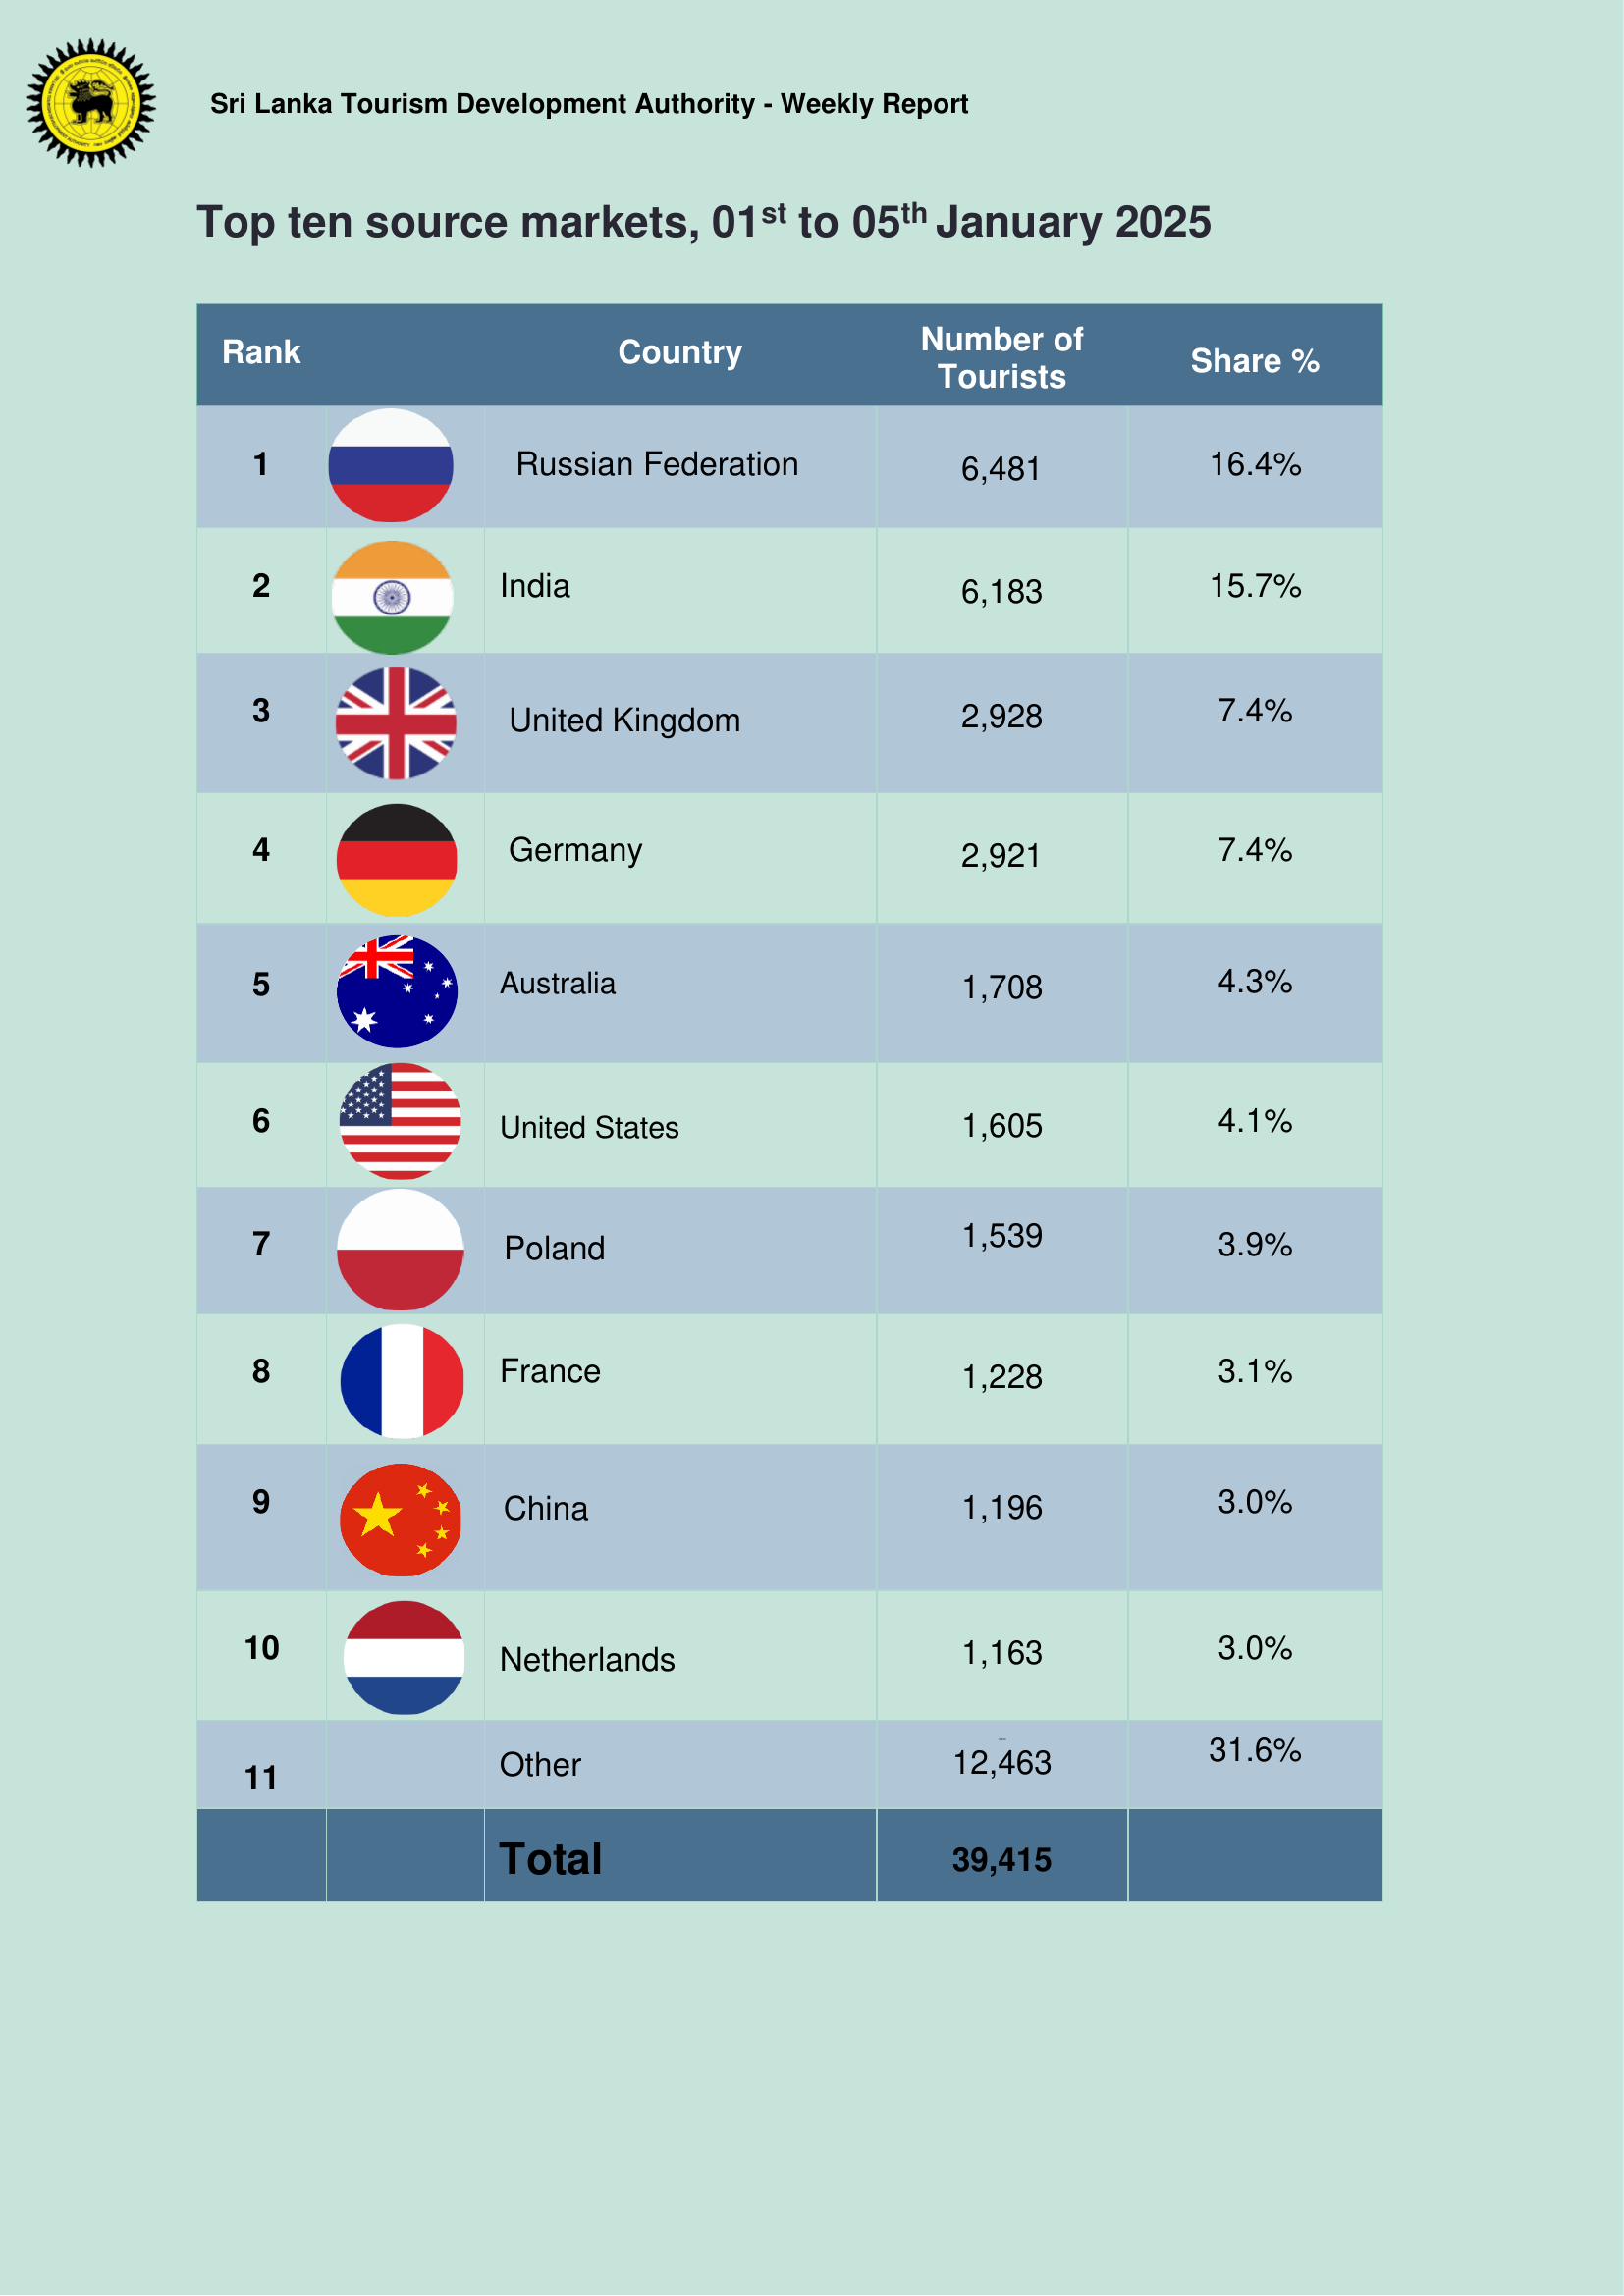 Sri Lanka Tourism Development Authority - Weekly Report
Top ten source markets, 01st to 05th January 2025
Rank Country Number of Tourists Share %
1 Russian Federation 6,481 16.4%
2 India 6,183 15.7%
3 United Kingdom 2,928 7.4%
4 Germany 2,921 7.4%
5 Australia 1,708 4.3%
6 United States 1,605 4.1%
7 Poland 1,539 3.9%
8 France 1,228 3.1%
9 China 1,196 3.0%
10 Netherlands 1,163 3.0%
11 Other 12,463 31.6%
Total 39,415